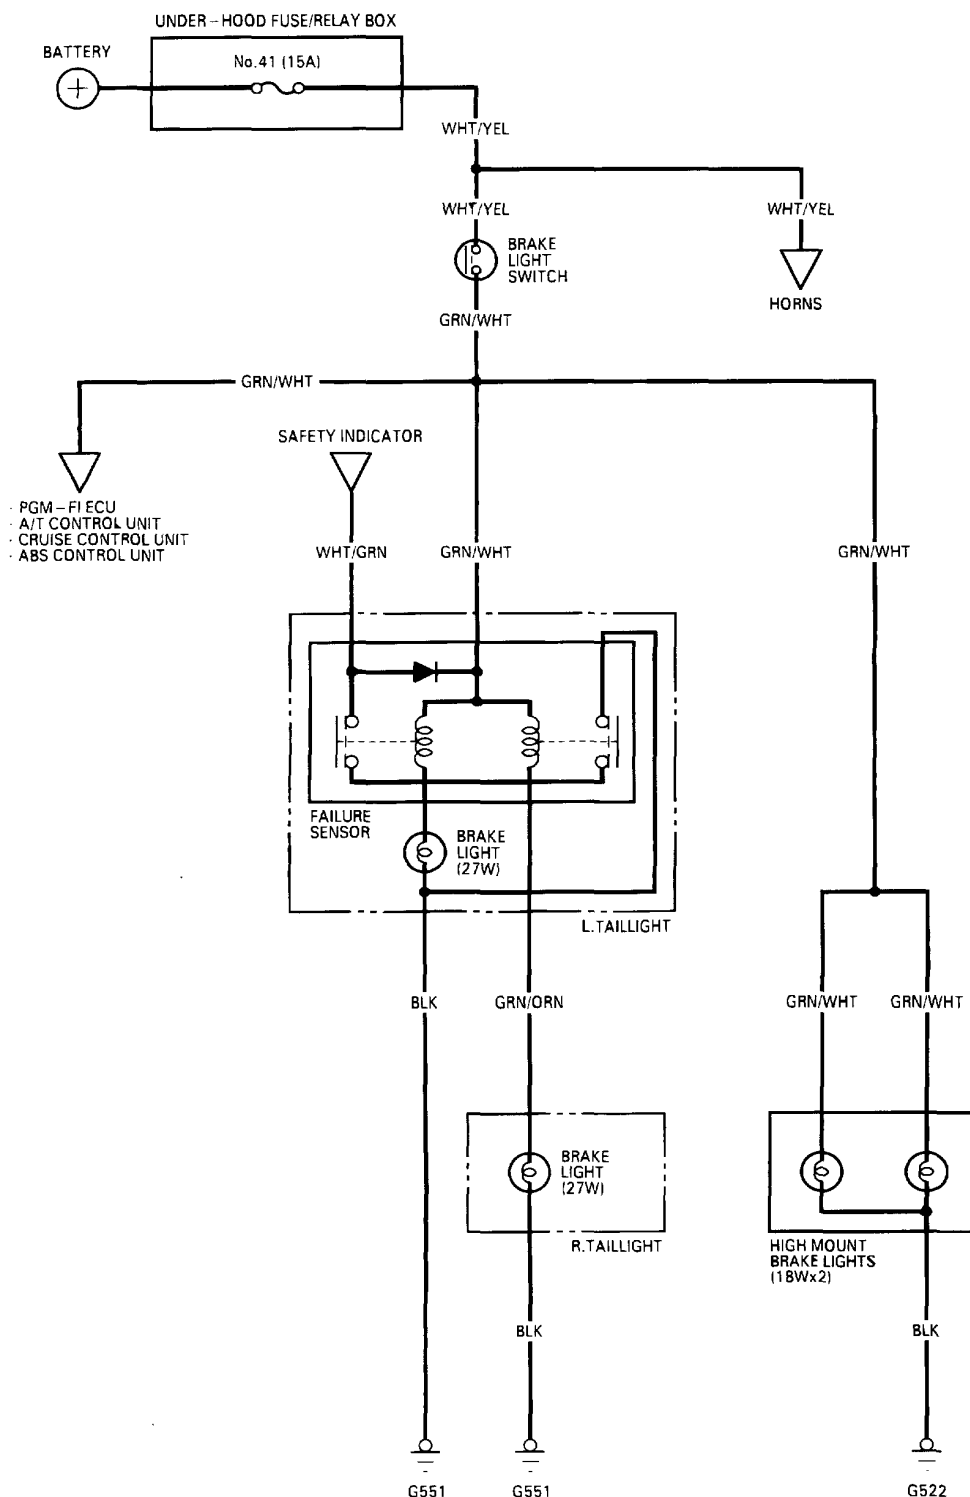 UNDER-HOOD FUSE/RELAY BOX
BATTERY
No.41 (15A)
WHT/YEL
WHT/YEL
WHT/YEL
BRAKE
LIGHT
SWITCH
HORNS
GRN/WHT
GRN/WHT
SAFETY INDICATOR
· PGM-FI ECU
· A/T CONTROL UNIT
· CRUISE CONTROL UNIT
· ABS CONTROL UNIT
WHT/GRN
GRN/WHT
GRN/WHT
FAILURE
SENSOR
BRAKE
LIGHT
(27W)
L.TAILLIGHT
BLK
GRN/ORN
GRN/WHT
GRN/WHT
BRAKE
LIGHT
(27W)
R.TAILLIGHT
HIGH MOUNT
BRAKE LIGHTS
(18Wx2)
BLK
BLK
G551
G551
G522